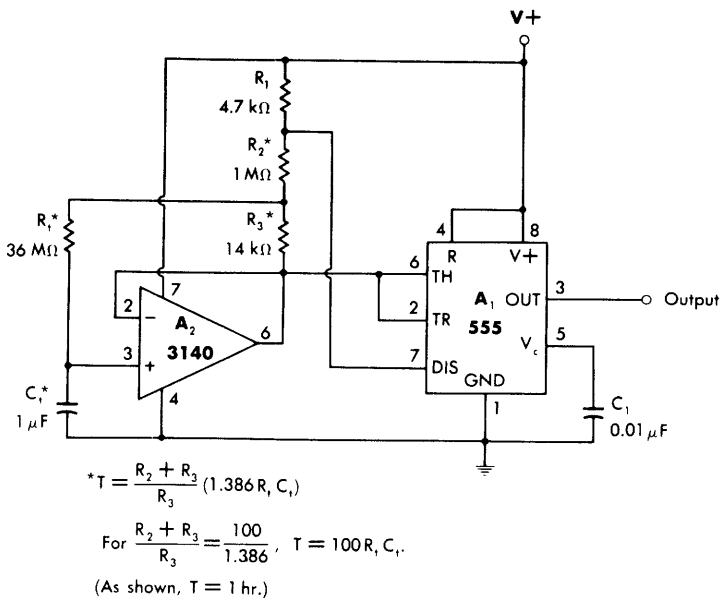 V+
R₁
4.7 kΩ
R₂*
1 MΩ
Rₜ*
36 MΩ
R₃*
14 kΩ
4
8
R
V+
6
TH
7
2
−
A₂
3140
6
3
+
4
2
TR
A₁
555
OUT
3
Output
V꜀
5
7
DIS
GND
1
Cₜ*
1 μF
C₁
0.01 μF
*T = (R₂ + R₃)/R₃ (1.386 Rₜ Cₜ)
For (R₂ + R₃)/R₃ = 100/1.386, T = 100 Rₜ Cₜ.
(As shown, T = 1 hr.)